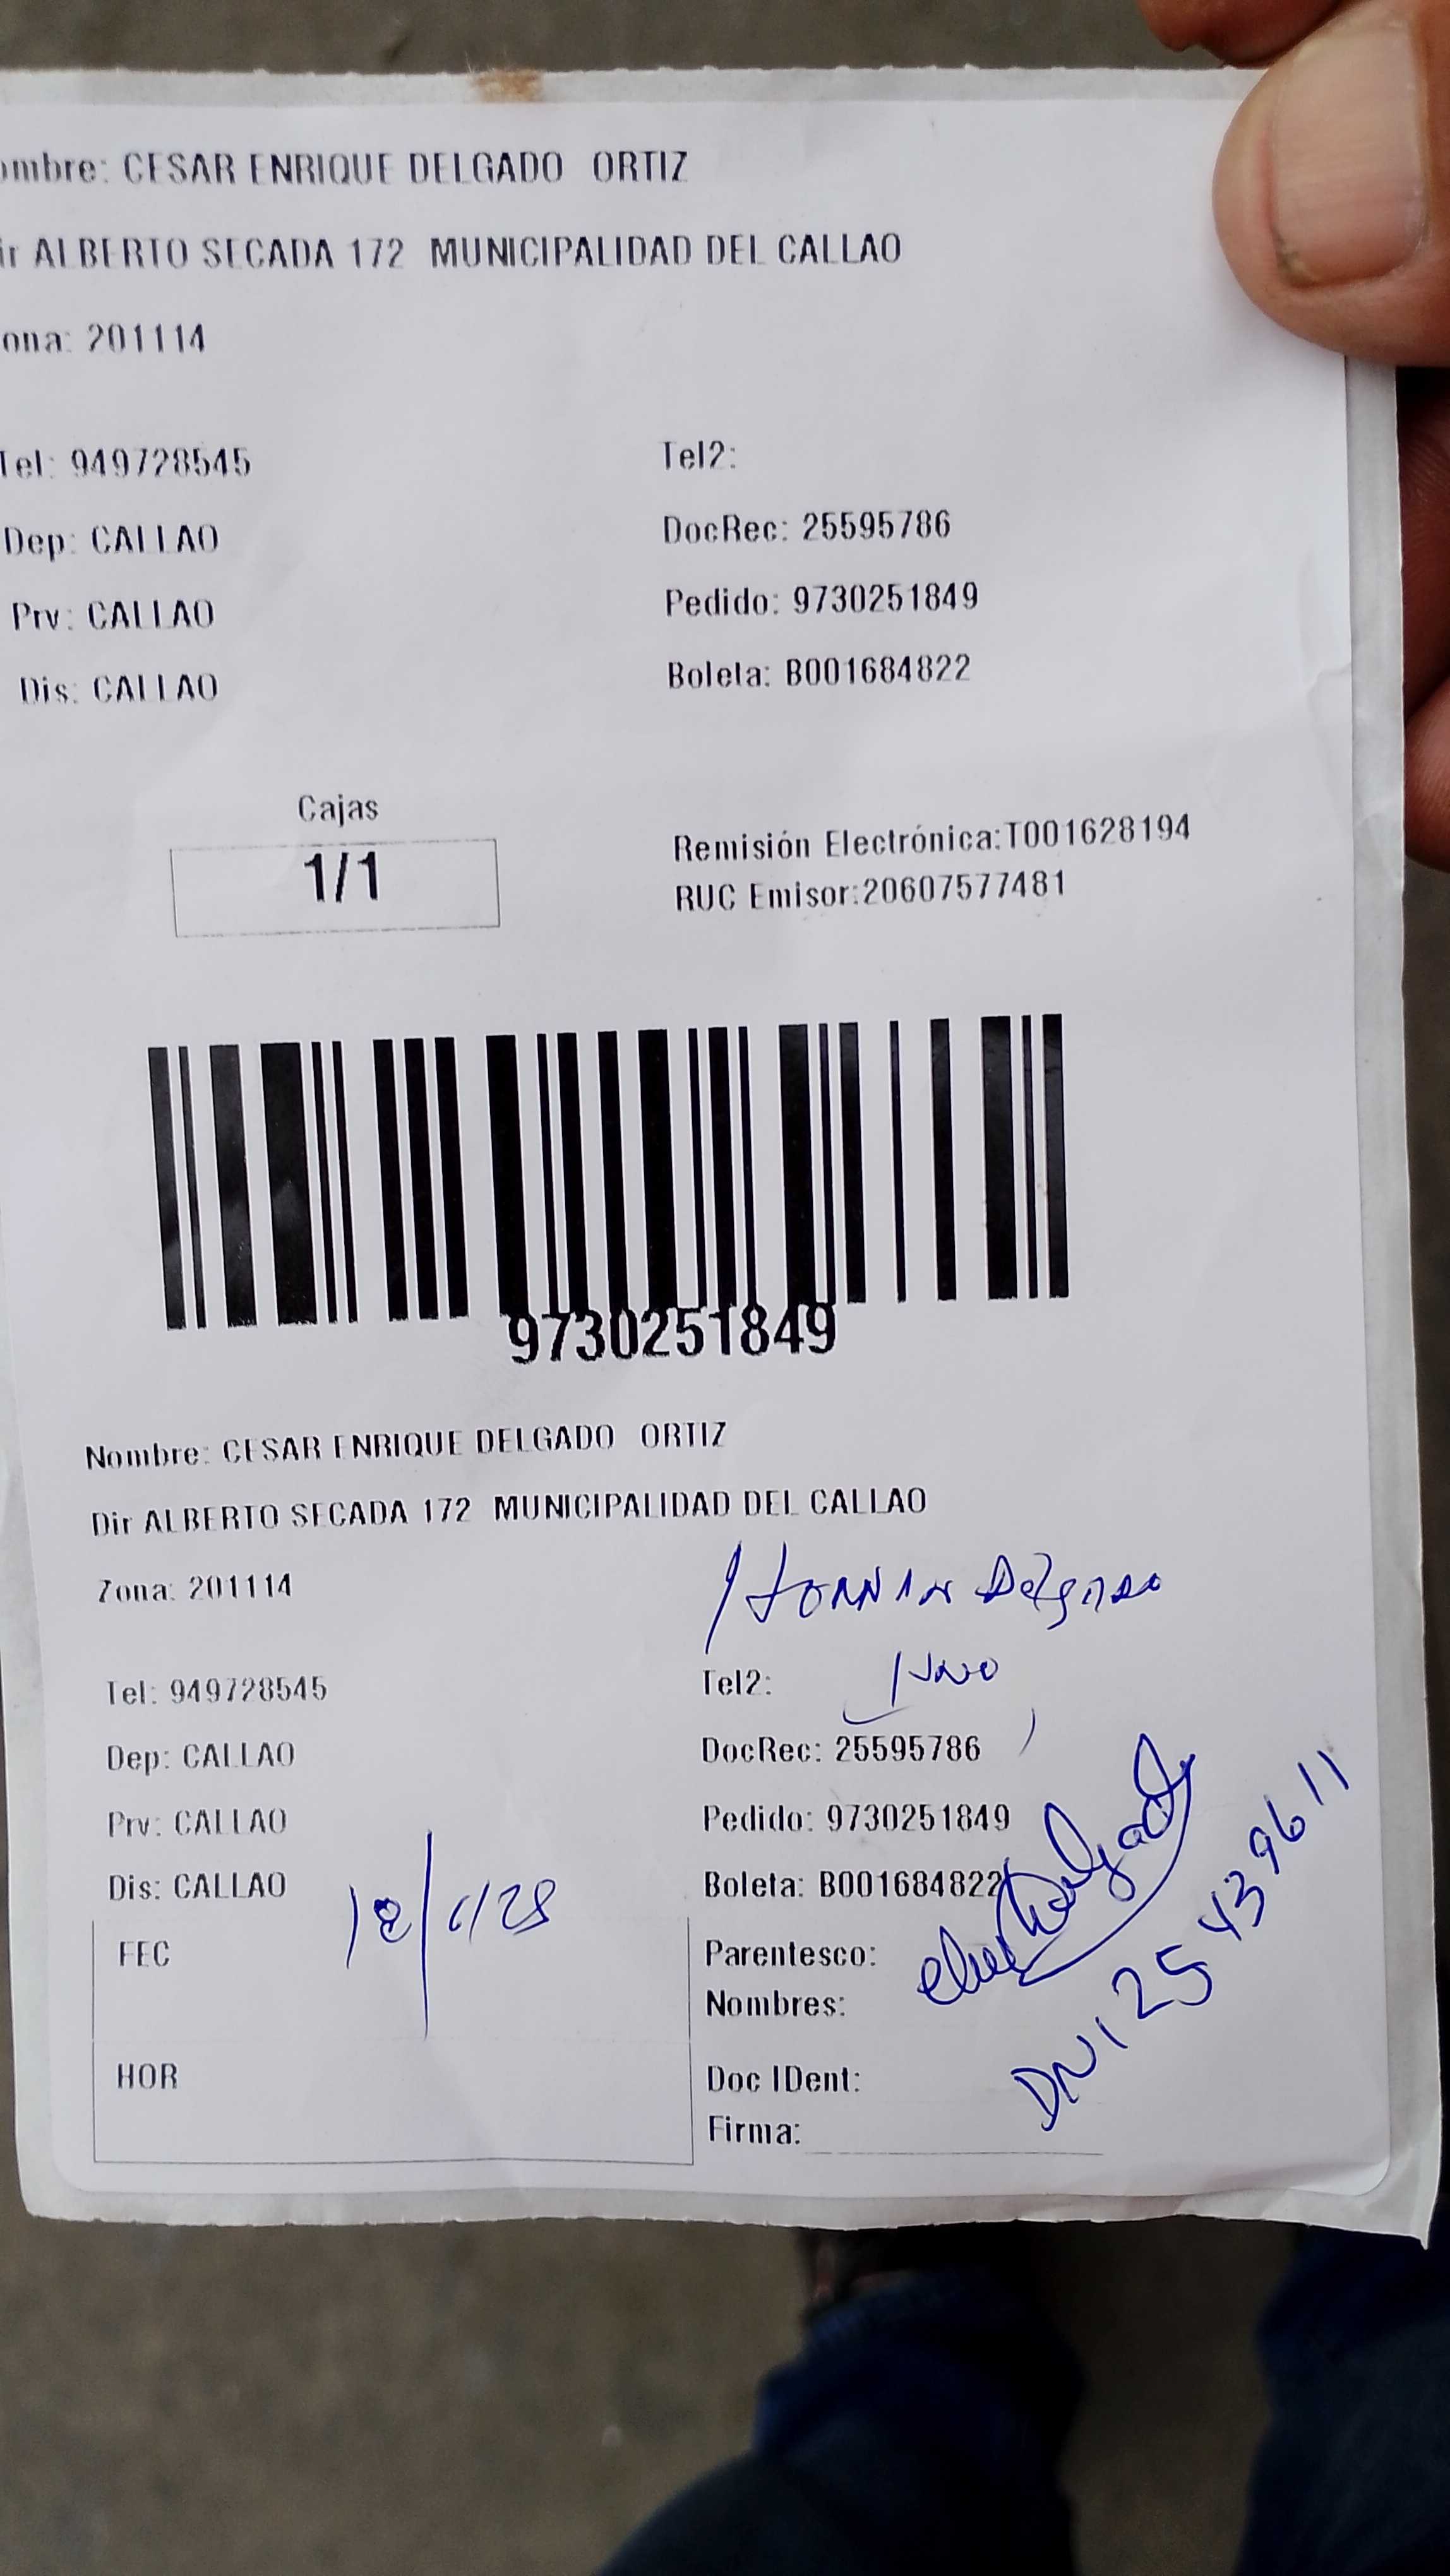 ombre: CESAR ENRIQUE DELGADO ORTIZ
ir ALBERTO SECADA 172 MUNICIPALIDAD DEL CALLAO
ona: 201114
Tel: 949728545
Tel2:
Dep: CALLAO
DocRec: 25595786
Prv: CALLAO
Pedido: 9730251849
Dis: CALLAO
Boleta: B001684822
Cajas
1/1
Remisión Electrónica:T001628194
RUC Emisor:20607577481
9730251849
Nombre: CESAR ENRIQUE DELGADO ORTIZ
Dir ALBERTO SECADA 172 MUNICIPALIDAD DEL CALLAO
Zona: 201114
Delgado
Tel: 949728545
Tel2:
Dep: CALLAO
DocRec: 25595786
Prv: CALLAO
Pedido: 9730251849
Dis: CALLAO
Boleta: B001684822
FEC
Parentesco:
Nombres:
HOR
Doc IDent:
DNI
Firma: